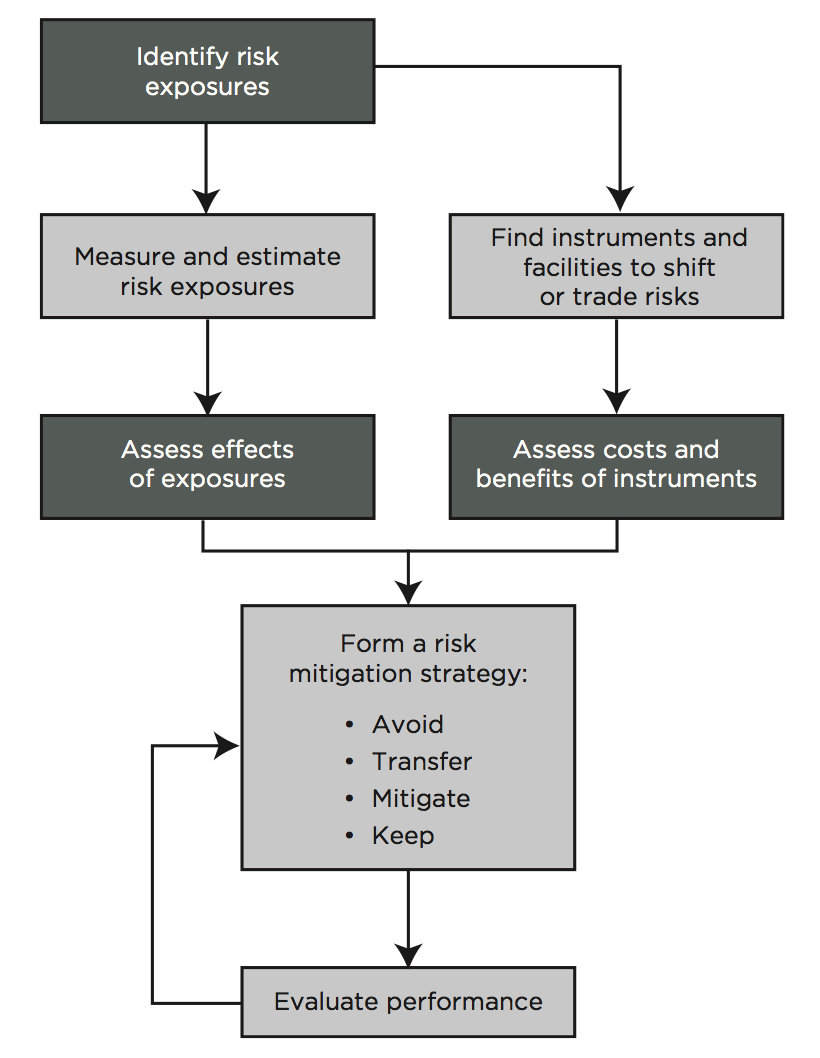 Identify risk
exposures
Measure and estimate
risk exposures
Find instruments and
facilities to shift
or trade risks
Assess effects
of exposures
Assess costs and
benefits of instruments
Form a risk
mitigation strategy:
• Avoid
• Transfer
• Mitigate
• Keep
Evaluate performance